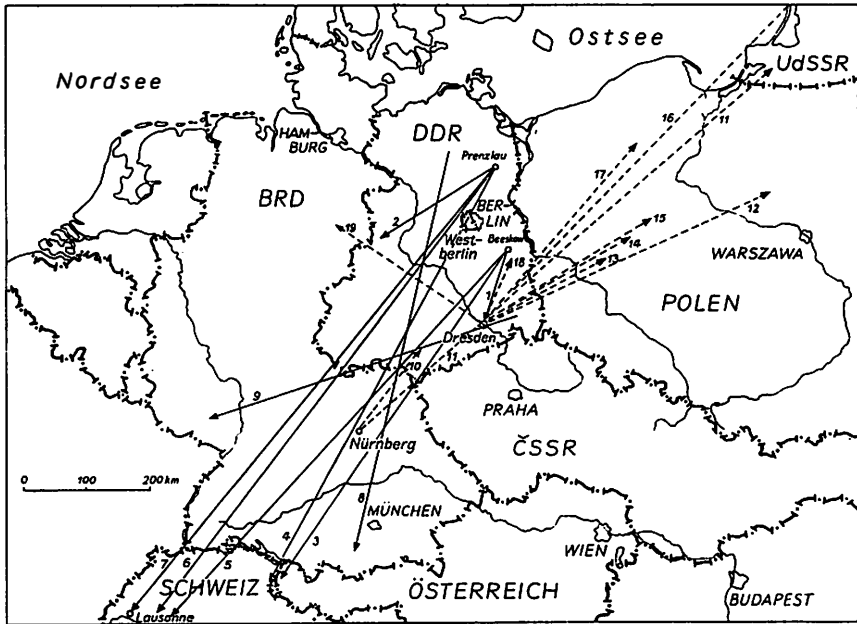 Nordsee
Ostsee
UdSSR
HAM-
BURG
DDR
Prenzlau
16
11
17
BRD
2
BER-
LIN
West-
berlin
Beeskow
19
18
1
12
15
14
13
WARSZAWA
POLEN
Dresden
10
11
9
PRAHA
Nürnberg
ČSSR
0 100 200 km
8
MÜNCHEN
WIEN
7 6 5 4 3
SCHWEIZ
ÖSTERREICH
BUDAPEST
Lausanne